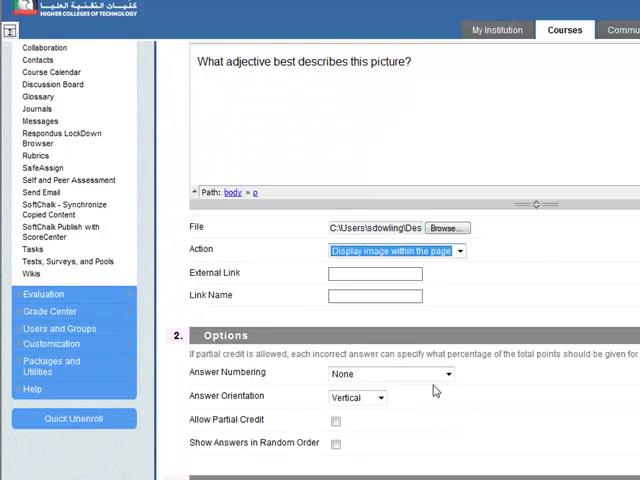 كليات التقنية العليا
HIGHER COLLEGES OF TECHNOLOGY
My Institution
Courses
Commu
Collaboration
Contacts
Course Calendar
Discussion Board
Glossary
Journals
Messages
Respondus LockDown
Browser
Rubrics
SafeAssign
Self and Peer Assessment
Send Email
SoftChalk - Synchronize
Copied Content
SoftChalk Publish with
ScoreCenter
Tasks
Tests, Surveys, and Pools
Wikis
Evaluation
Grade Center
Users and Groups
Customization
Packages and
Utilities
Help
Quick Unenroll
What adjective best describes this picture?
Path: body » p
File C:\Users\sdowling\Des Browse...
Action Display image within the page
External Link
Link Name
2. Options
If partial credit is allowed, each incorrect answer can specify what percentage of the total points should be given for
Answer Numbering None
Answer Orientation Vertical
Allow Partial Credit
Show Answers in Random Order